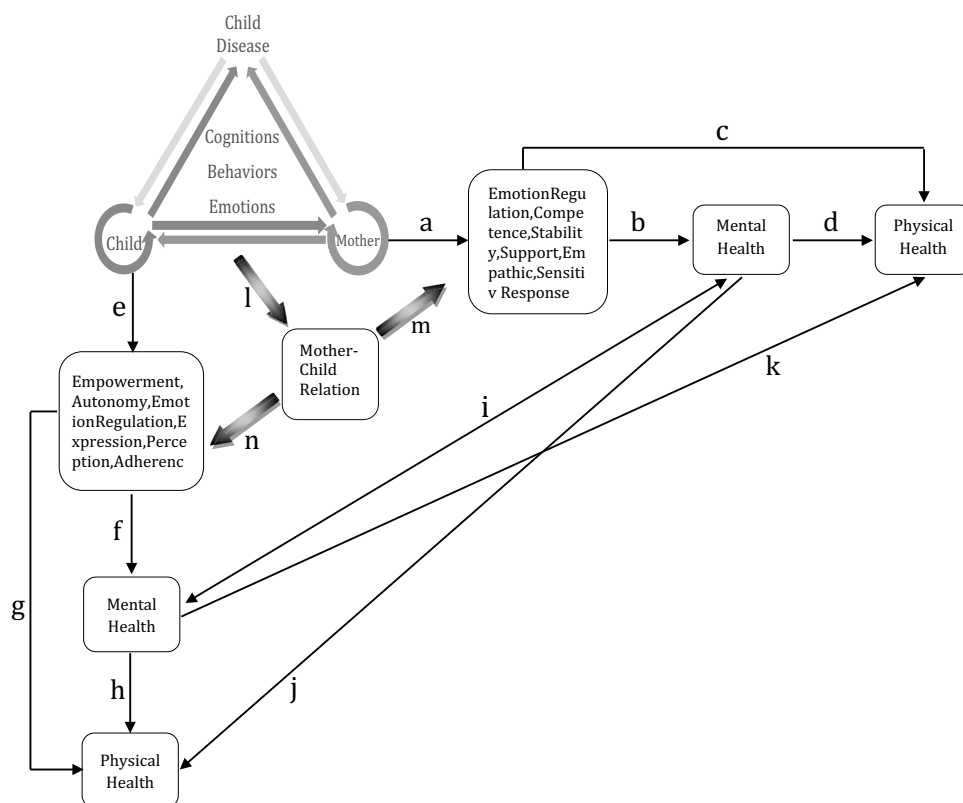 Child
Disease
Cognitions
Behaviors
Emotions
Child
Mother
a
c
EmotionRegu
lation,Compe
tence,Stability
,Support,Em
pathic,Sensiti
v Response
b
Mental
Health
d
Physical
Health
e
l
m
Mother-
Child
Relation
n
k
i
Empowerment,
Autonomy,Emot
ionRegulation,E
xpression,Perce
ption,Adherenc
f
g
Mental
Health
h
j
Physical
Health